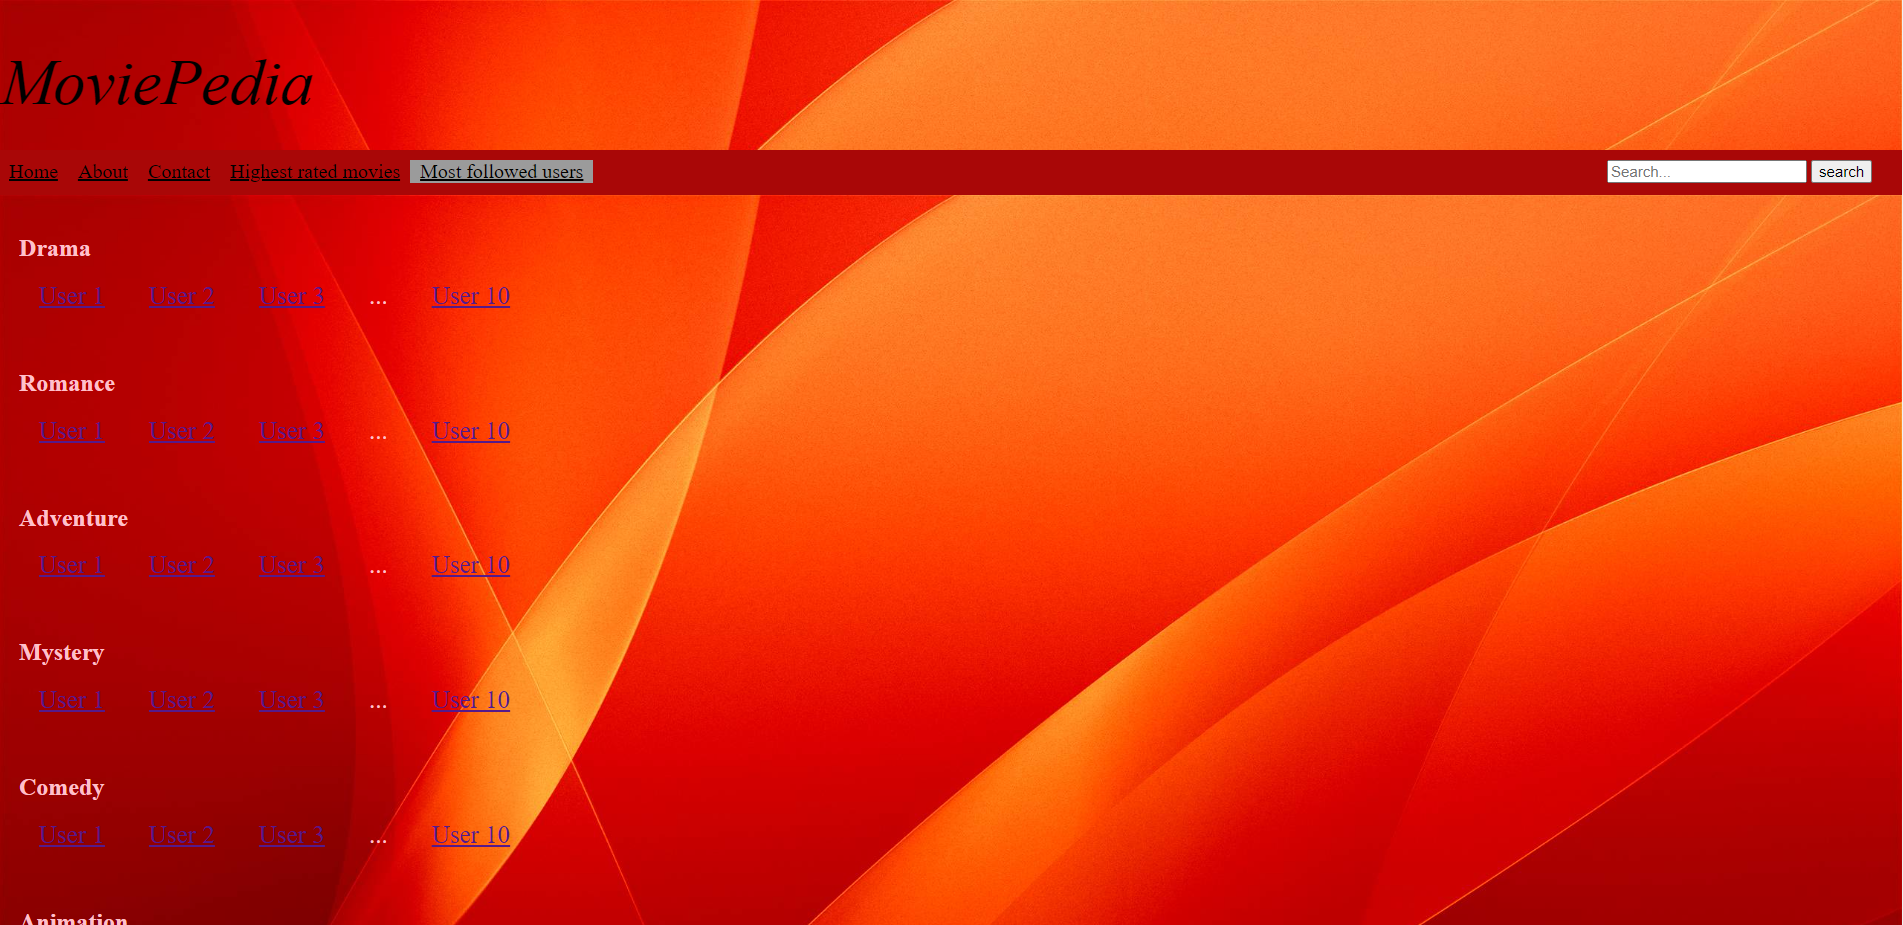 MoviePedia
Home About Contact Highest rated movies Most followed users Search... search
Drama
User 1 User 2 User 3 ... User 10
Romance
User 1 User 2 User 3 ... User 10
Adventure
User 1 User 2 User 3 ... User 10
Mystery
User 1 User 2 User 3 ... User 10
Comedy
User 1 User 2 User 3 ... User 10
Animation